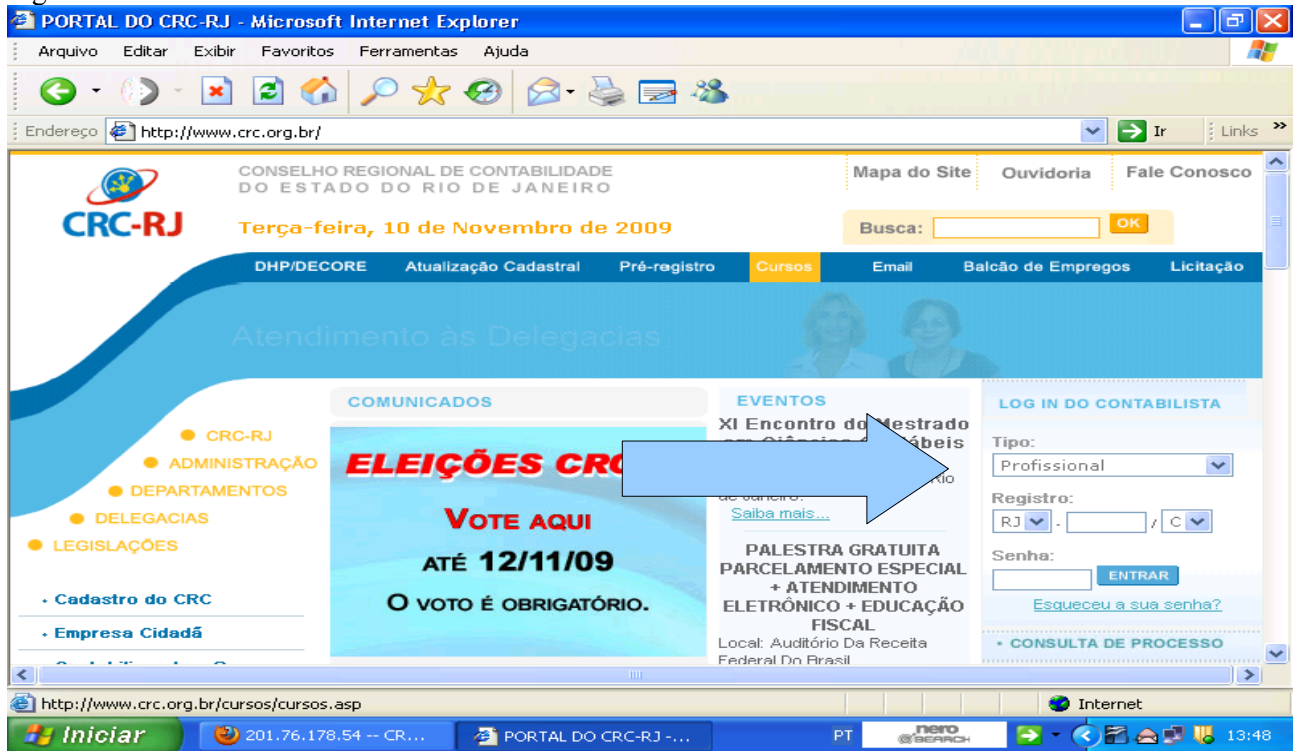 PORTAL DO CRC-RJ - Microsoft Internet Explorer
Arquivo Editar Exibir Favoritos Ferramentas Ajuda
Endereço http://www.crc.org.br/ Ir Links »
CRC-RJ
CONSELHO REGIONAL DE CONTABILIDADE
DO ESTADO DO RIO DE JANEIRO
Terça-feira, 10 de Novembro de 2009
Mapa do Site Ouvidoria Fale Conosco
Busca: OK
DHP/DECORE Atualização Cadastral Pré-registro Cursos Email Balcão de Empregos Licitação
Atendimento às Delegacias
CRC-RJ
ADMINISTRAÇÃO
DEPARTAMENTOS
DELEGACIAS
LEGISLAÇÕES
• Cadastro do CRC
• Empresa Cidadã
COMUNICADOS
ELEIÇÕES
VOTE AQUI
ATÉ 12/11/09
O VOTO É OBRIGATÓRIO.
EVENTOS
XI Encontro do Mestrado
de Janeiro.
Saiba mais...
PALESTRA GRATUITA
PARCELAMENTO ESPECIAL
+ ATENDIMENTO
ELETRÔNICO + EDUCAÇÃO
FISCAL
Local: Auditório Da Receita
Federal Do Brasil
LOG IN DO CONTABILISTA
Tipo:
Profissional
Registro:
RJ - / C
Senha:
ENTRAR
Esqueceu a sua senha?
• CONSULTA DE PROCESSO
http://www.crc.org.br/cursos/cursos.asp Internet
Iniciar 201.76.178.54 -- CR... PORTAL DO CRC-RJ -... PT nero SEARCH 13:48